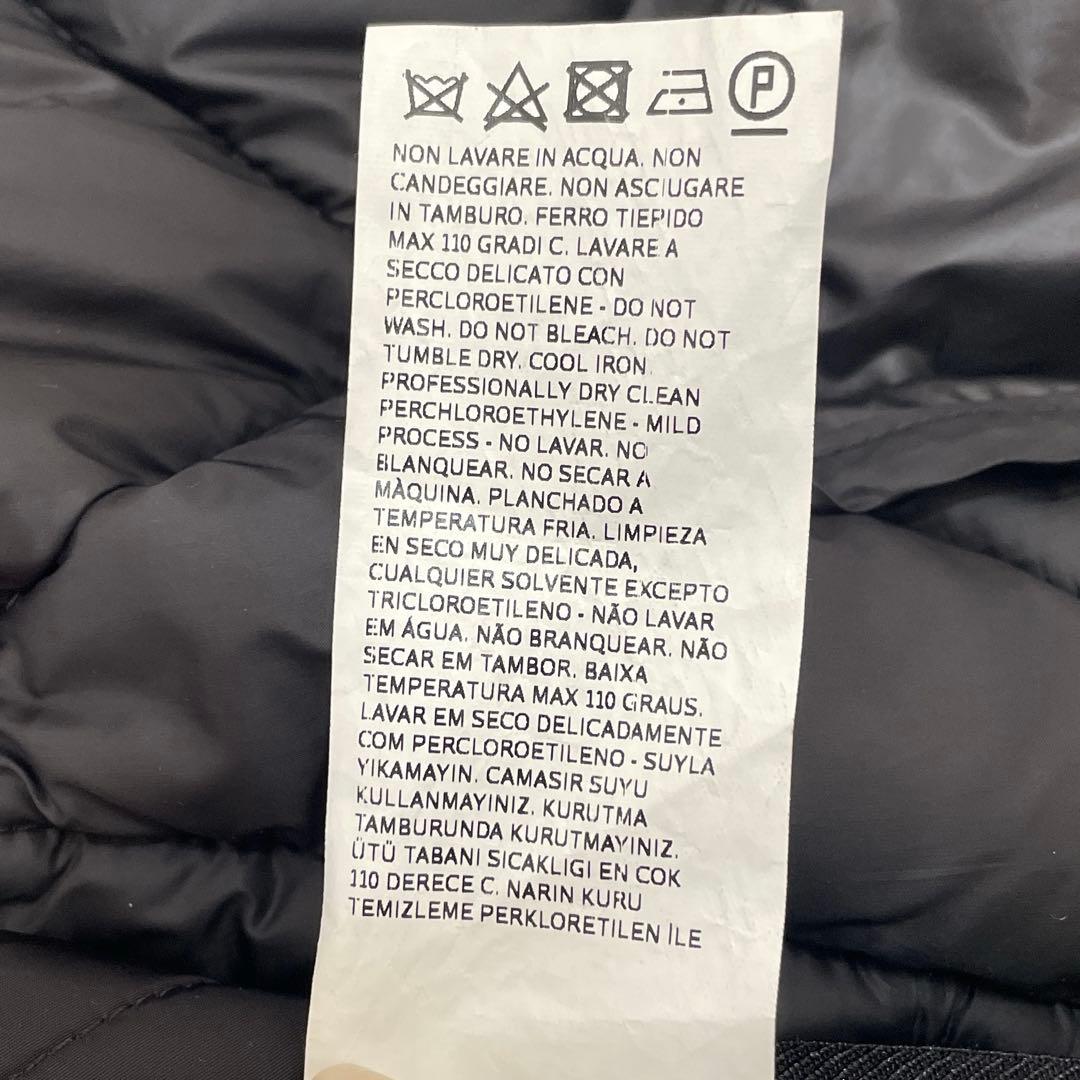 P
NON LAVARE IN ACQUA. NON
CANDEGGIARE. NON ASCIUGARE
IN TAMBURO. FERRO TIEPIDO
MAX 110 GRADI C. LAVARE A
SECCO DELICATO CON
PERCLOROETILENE - DO NOT
WASH. DO NOT BLEACH. DO NOT
TUMBLE DRY. COOL IRON.
PROFESSIONALLY DRY CLEAN
PERCHLOROETHYLENE - MILD
PROCESS - NO LAVAR. NO
BLANQUEAR. NO SECAR A
MÀQUINA. PLANCHADO A
TEMPERATURA FRIA. LIMPIEZA
EN SECO MUY DELICADA,
CUALQUIER SOLVENTE EXCEPTO
TRICLOROETILENO - NÃO LAVAR
EM ÁGUA. NÃO BRANQUEAR. NÃO
SECAR EM TAMBOR. BAIXA
TEMPERATURA MAX 110 GRAUS.
LAVAR EM SECO DELICADAMENTE
COM PERCLOROETILENO - SUYLA
YIKAMAYIN. CAMASIR SUYU
KULLANMAYINIZ. KURUTMA
TAMBURUNDA KURUTMAYINIZ.
ÜTÜ TABANI SICAKLIGI EN COK
110 DERECE C. NARIN KURU
TEMIZLEME PERKLORETILEN İLE